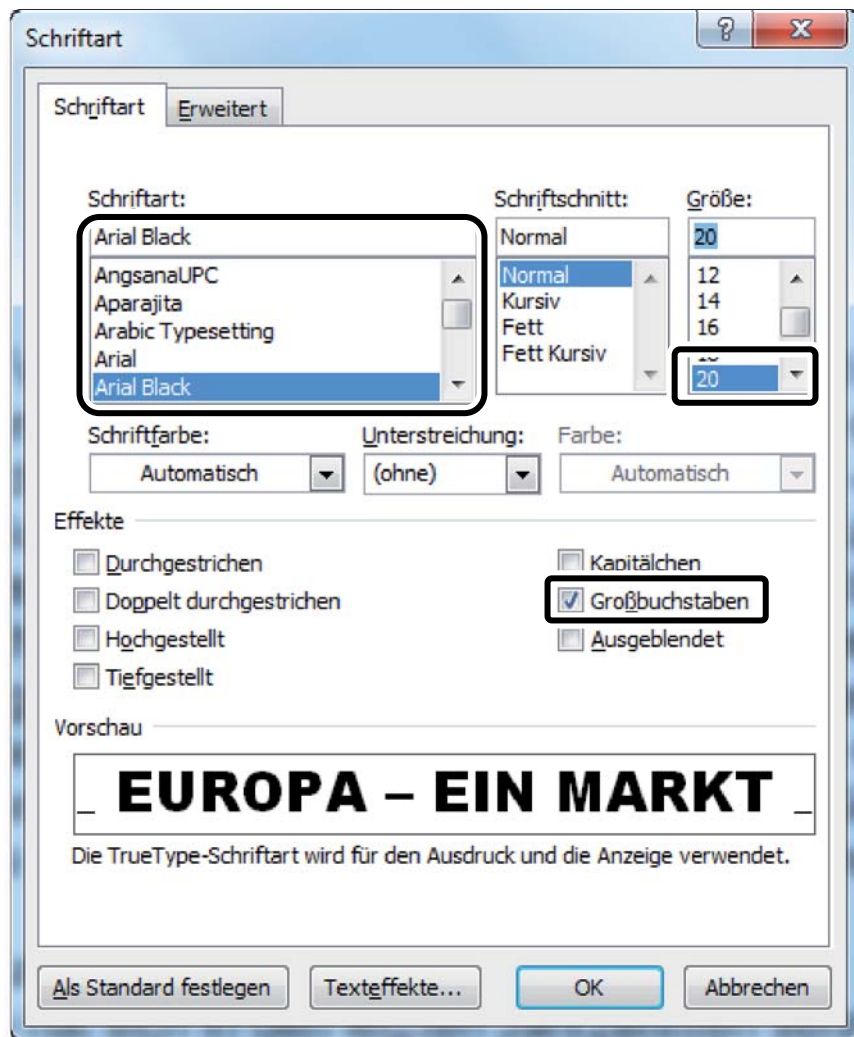 Schriftart
Schriftart Erweitert
Schriftart: Schriftschnitt: Größe:
Arial Black Normal 20
AngsanaUPC Normal 12
Aparajita Kursiv 14
Arabic Typesetting Fett 16
Arial Fett Kursiv
Arial Black 20
Schriftfarbe: Unterstreichung: Farbe:
Automatisch (ohne) Automatisch
Effekte
Durchgestrichen Kapitälchen
Doppelt durchgestrichen Großbuchstaben
Hochgestellt Ausgeblendet
Tiefgestellt
Vorschau
EUROPA – EIN MARKT
Die TrueType-Schriftart wird für den Ausdruck und die Anzeige verwendet.
Als Standard festlegen Texteffekte... OK Abbrechen